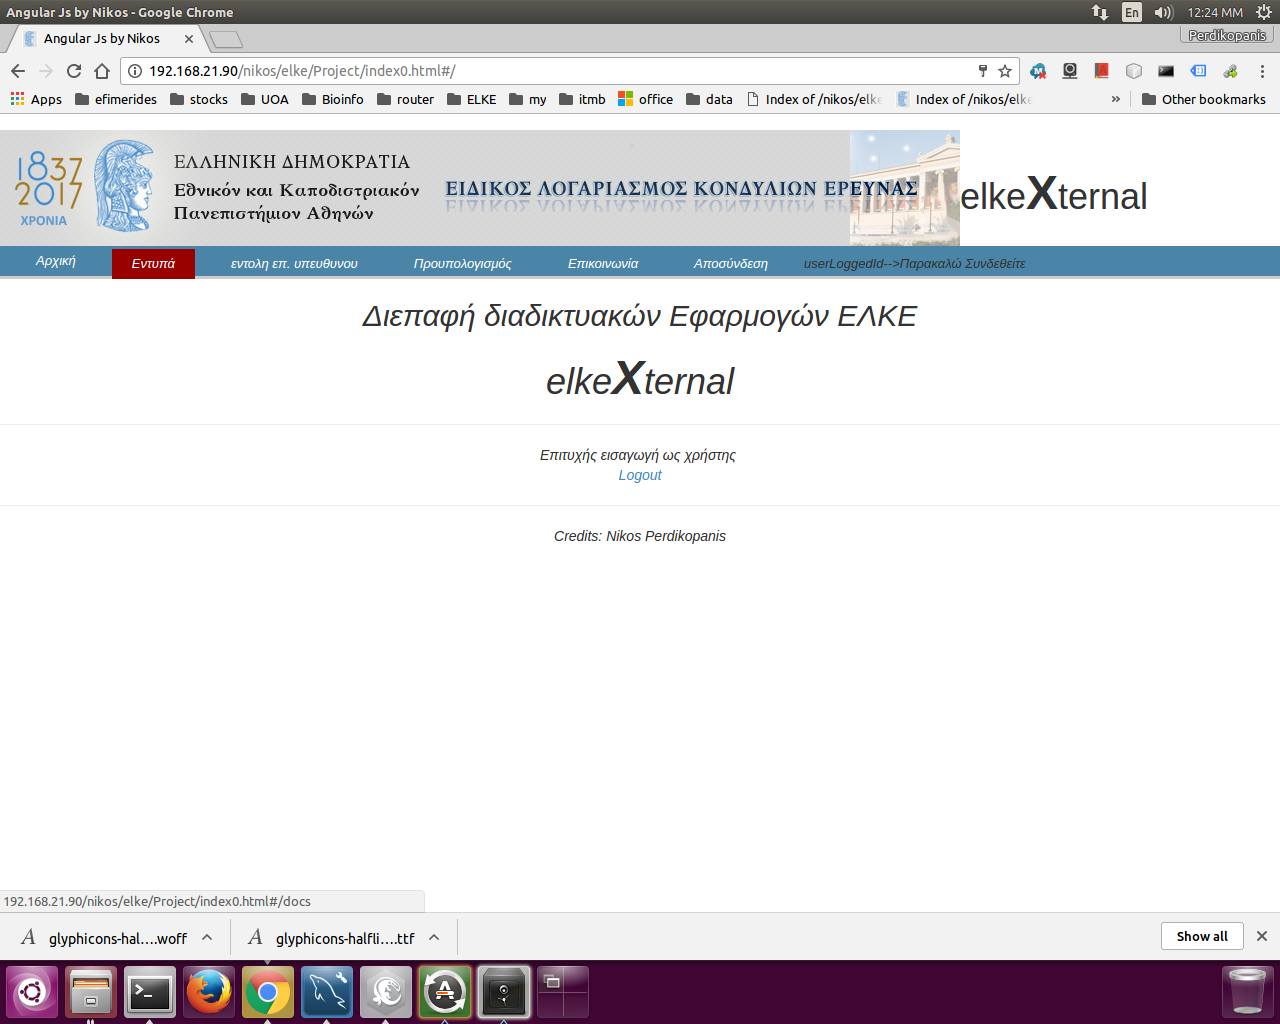 Angular Js by Nikos - Google Chrome
En
12:24 MM
Angular Js by Nikos
Perdikopanis
192.168.21.90/nikos/elke/Project/index0.html#/
Apps
efimerides
stocks
UOA
Bioinfo
router
ELKE
my
itmb
office
data
Index of /nikos/elke
Index of /nikos/elke
»
Other bookmarks
1837
2017
ΧΡΟΝΙΑ
ΕΛΛΗΝΙΚΗ ΔΗΜΟΚΡΑΤΙΑ
Εθνικόν και Καποδιστριακόν
Πανεπιστήμιον Αθηνών
ΕΙΔΙΚΟΣ ΛΟΓΑΡΙΑΣΜΟΣ ΚΟΝΔΥΛΙΩΝ ΕΡΕΥΝΑΣ
elkeXternal
Αρχική
Εντυπά
εντολη επ. υπευθυνου
Προυπολογισμός
Επικοινωνία
Αποσύνδεση
userLoggedId-->Παρακαλώ Συνδεθείτε
Διεπαφή διαδικτυακών Εφαρμογών ΕΛΚΕ
elkeXternal
Επιτυχής εισαγωγή ως χρήστης
Logout
Credits: Nikos Perdikopanis
192.168.21.90/nikos/elke/Project/index0.html#/docs
glyphicons-hal....woff
glyphicons-halfli....ttf
Show all